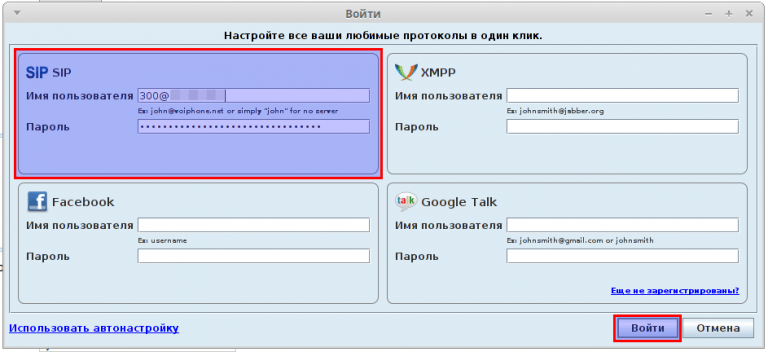 Войти
Настройте все ваши любимые протоколы в один клик.
SIP SIP
Имя пользователя 300@
Ex: john@voiphone.net or simply "john" for no server
Пароль
XMPP
Имя пользователя
Ex: johnsmith@jabber.org
Пароль
Facebook
Имя пользователя
Ex: username
Пароль
talk Google Talk
Имя пользователя
Ex: johnsmith@gmail.com or johnsmith
Пароль
Еще не зарегистрированы?
Использовать автонастройку
Войти Отмена